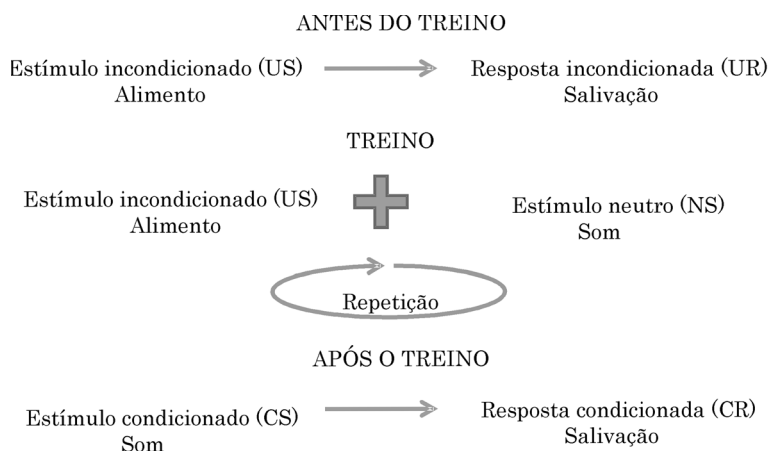 ANTES DO TREINO
Estímulo incondicionado (US)
Alimento
Resposta incondicionada (UR)
Salivação
TREINO
Estímulo incondicionado (US)
Alimento
Estímulo neutro (NS)
Som
Repetição
APÓS O TREINO
Estímulo condicionado (CS)
Som
Resposta condicionada (CR)
Salivação